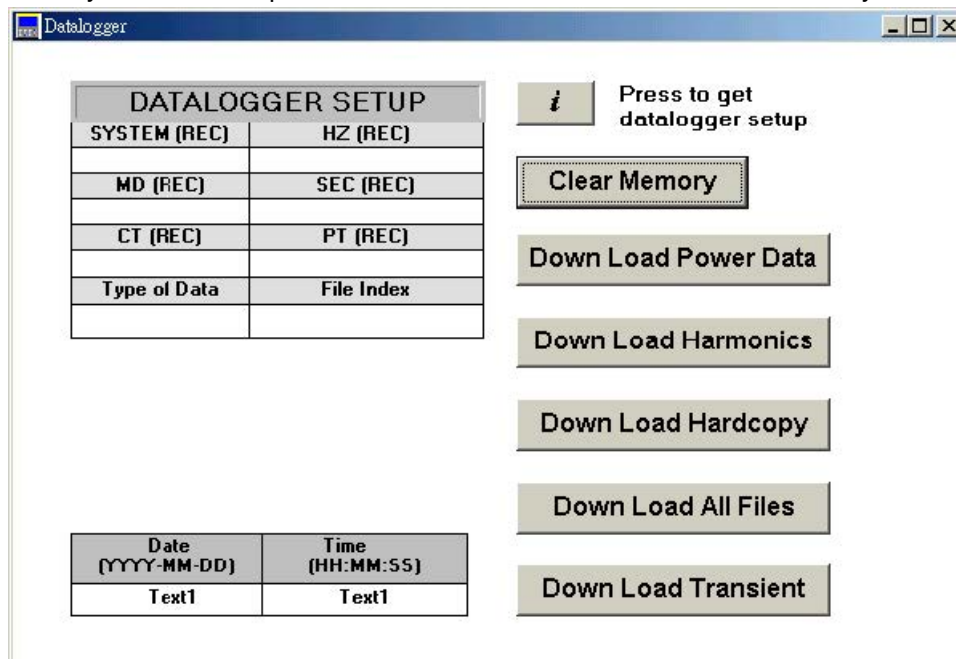 Datalogger
DATALOGGER SETUP
SYSTEM (REC) HZ (REC)
MD (REC) SEC (REC)
CT (REC) PT (REC)
Type of Data File Index
Date Time
(YYYY-MM-DD) (HH:MM:SS)
Text1 Text1
i Press to get
datalogger setup
Clear Memory
Down Load Power Data
Down Load Harmonics
Down Load Hardcopy
Down Load All Files
Down Load Transient